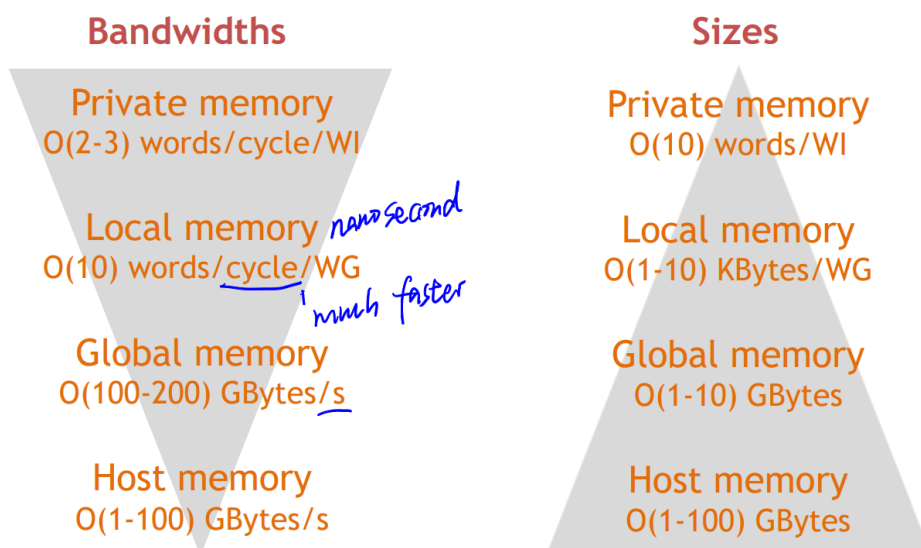 Bandwidths
Private memory
O(2-3) words/cycle/WI
Local memory nanosecond
O(10) words/cycle/WG
much faster
Global memory
O(100-200) GBytes/s
Host memory
O(1-100) GBytes/s
Sizes
Private memory
O(10) words/WI
Local memory
O(1-10) KBytes/WG
Global memory
O(1-10) GBytes
Host memory
O(1-100) GBytes